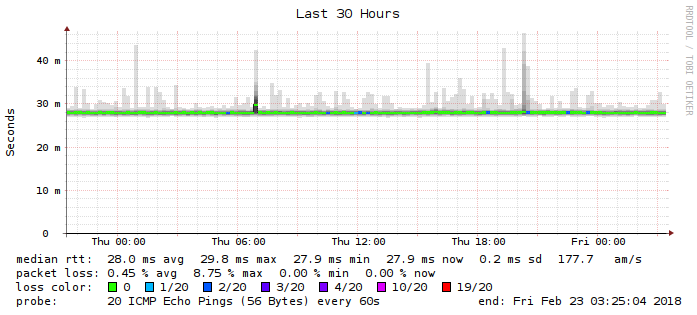 Last 30 Hours
RRDTOOL / TOBI OETIKER
Seconds
40 m
30 m
20 m
10 m
0
Thu 00:00 Thu 06:00 Thu 12:00 Thu 18:00 Fri 00:00
median rtt: 28.0 ms avg 29.8 ms max 27.9 ms min 27.9 ms now 0.2 ms sd 177.7 am/s
packet loss: 0.45 % avg 8.75 % max 0.00 % min 0.00 % now
loss color: 0 1/20 2/20 3/20 4/20 10/20 19/20
probe: 20 ICMP Echo Pings (56 Bytes) every 60s end: Fri Feb 23 03:25:04 2018